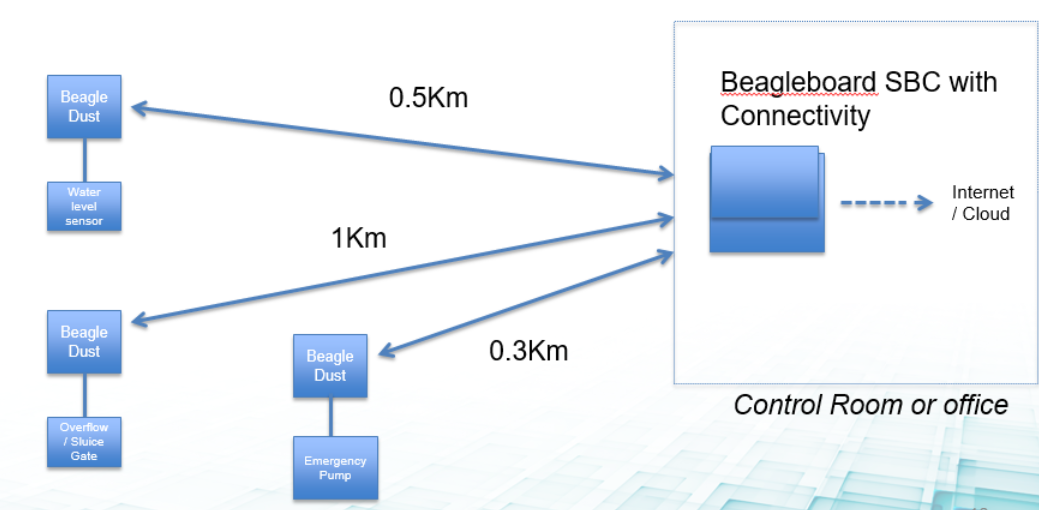 Beagle
Dust
Water
level
sensor
0.5Km
Beagleboard SBC with
Connectivity
Internet
/ Cloud
1Km
Beagle
Dust
Overflow
/ Sluice
Gate
Beagle
Dust
Emergency
Pump
0.3Km
Control Room or office